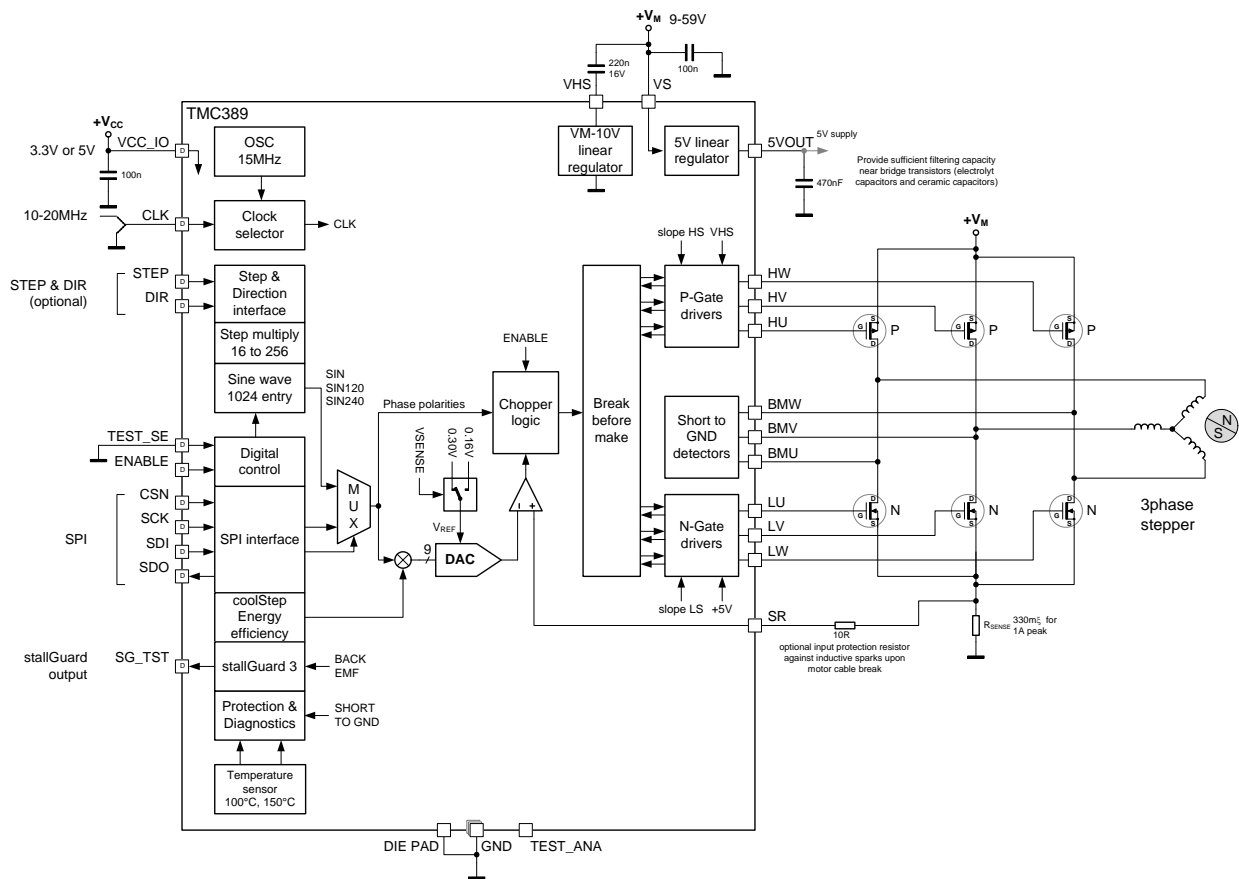 +VM 9-59V
220n
16V
100n
VHS
VS
TMC389
+VCC
VCC_IO
3.3V or 5V
D
100n
OSC
15MHz
VM-10V
linear
regulator
5V linear
regulator
5VOUT
5V supply
470nF
Provide sufficient filtering capacity
near bridge transistors (electrolyt
capacitors and ceramic capacitors)
10-20MHz
CLK
D
Clock
selector
CLK
+VM
slope HS
VHS
STEP & DIR
(optional)
STEP
D
DIR
D
Step &
Direction
interface
Step multiply
16 to 256
Sine wave
1024 entry
SIN
SIN120
SIN240
Phase polarities
ENABLE
Chopper
logic
Break
before
make
P-Gate
drivers
HW
HV
HU
G
S
D
P
G
S
D
P
G
S
D
P
Short to
GND
detectors
BMW
BMV
BMU
N
S
3phase
stepper
TEST_SE
D
ENABLE
D
Digital
control
M
U
X
VSENSE
0.30V
0.16V
VREF
9
DAC
-
+
SPI
CSN
D
SCK
D
SDI
D
SDO
D
SPI interface
N-Gate
drivers
LU
LV
LW
G
D
S
N
G
D
S
N
G
D
S
N
slope LS
+5V
SR
10R
optional input protection resistor
against inductive sparks upon
motor cable break
RSENSE 330mξ for
1A peak
coolStep
Energy
efficiency
stallGuard
output
SG_TST
D
stallGuard 3
BACK
EMF
Protection &
Diagnostics
SHORT
TO GND
Temperature
sensor
100°C, 150°C
DIE PAD
GND
TEST_ANA